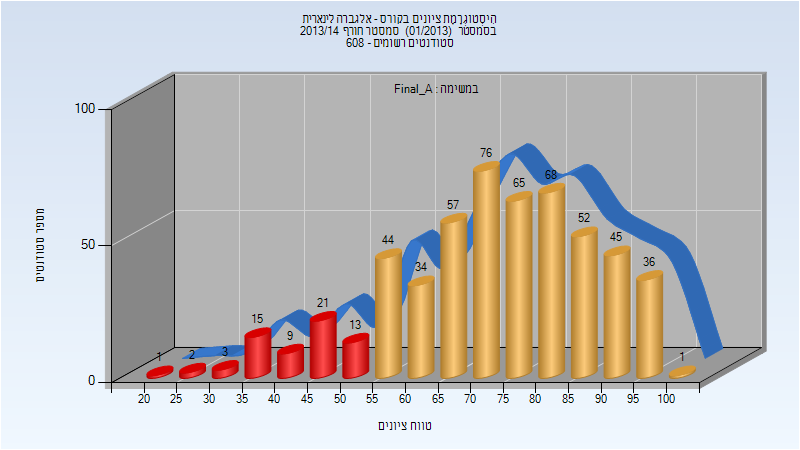 היסטוגרמת ציונים בקורס - אלגברה לינארית
בסמסטר (01/2013) סמסטר חורף 2013/14
סטודנטים רשומים - 608
במשימה : Final_A
מספר סטודנטים
100
50
0
1
2
3
15
9
21
13
44
34
57
76
65
68
52
45
36
1
20 25 30 35 40 45 50 55 60 65 70 75 80 85 90 95 100
טווח ציונים